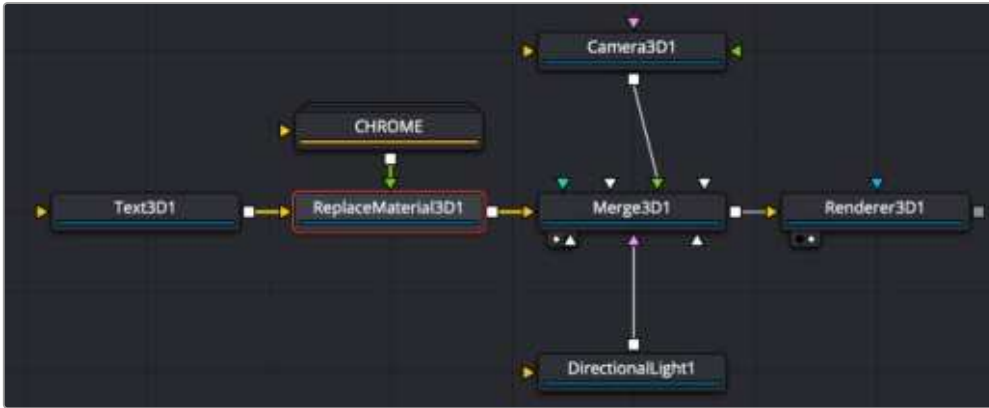 Camera3D1
CHROME
Text3D1
ReplaceMaterial3D1
Merge3D1
Renderer3D1
DirectionalLight1